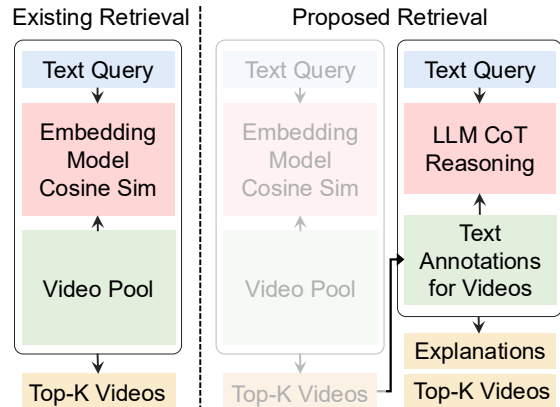 Existing Retrieval
Text Query
Embedding
Model
Cosine Sim
Video Pool
Top-K Videos
Proposed Retrieval
Text Query
Embedding
Model
Cosine Sim
Video Pool
Top-K Videos
Text Query
LLM CoT
Reasoning
Text
Annotations
for Videos
Explanations
Top-K Videos